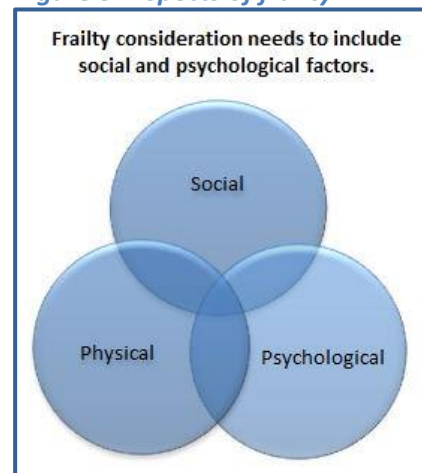 Frailty consideration needs to include
social and psychological factors.
Social
Physical
Psychological